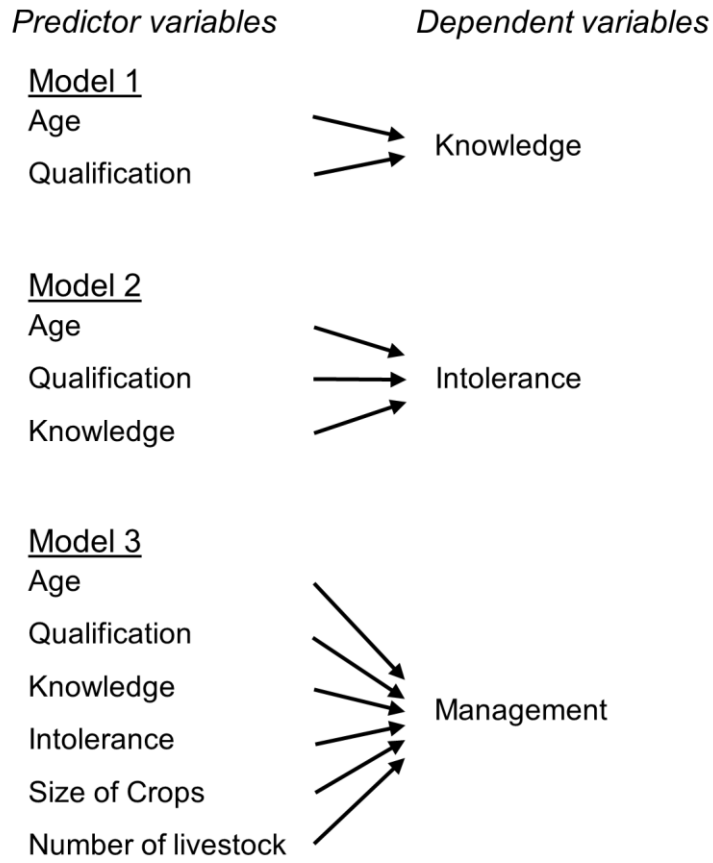 Predictor variables
Dependent variables
Model 1
Age
Qualification
Knowledge
Model 2
Age
Qualification
Knowledge
Intolerance
Model 3
Age
Qualification
Knowledge
Intolerance
Size of Crops
Number of livestock
Management